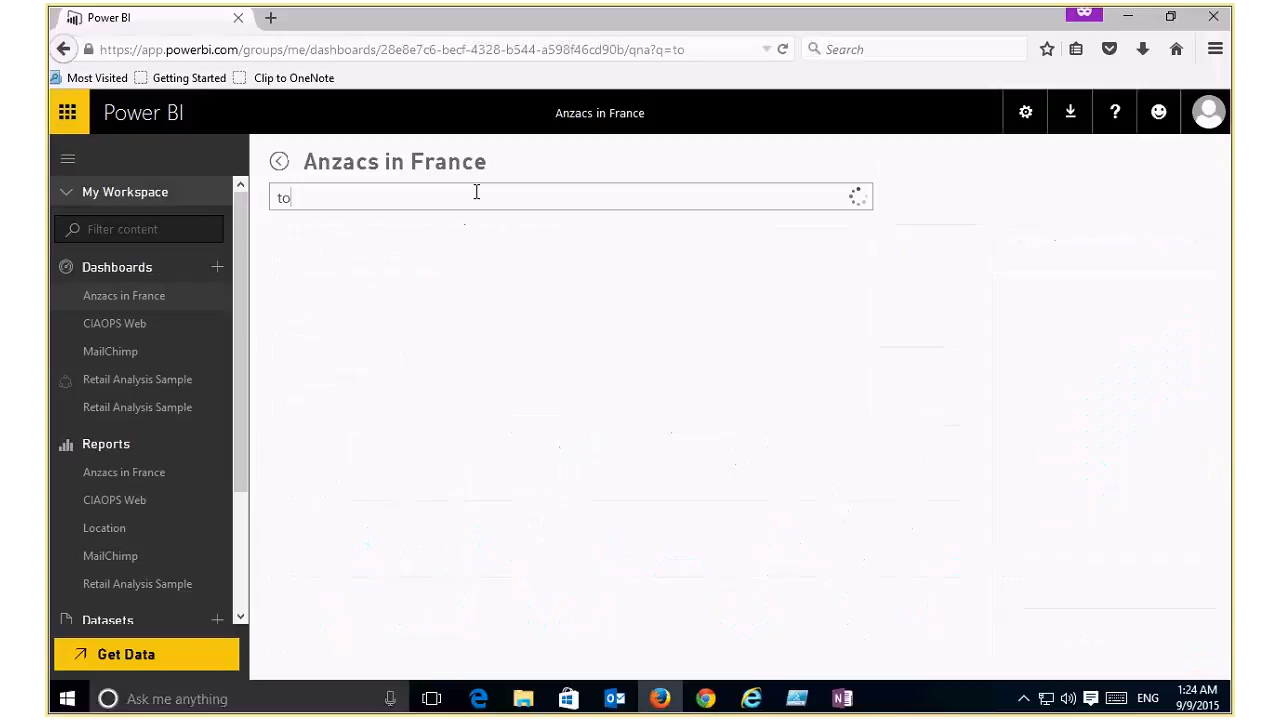 Power BI
https://app.powerbi.com/groups/me/dashboards/28e8e7c6-becf-4328-b544-a598f46cd90b/qna?q=to
Search
Most Visited
Getting Started
Clip to OneNote
Power BI
Anzacs in France
?
My Workspace
Filter content
Dashboards
Anzacs in France
CIAOPS Web
MailChimp
Retail Analysis Sample
Retail Analysis Sample
Reports
Anzacs in France
CIAOPS Web
Location
MailChimp
Retail Analysis Sample
Datasets
Get Data
Anzacs in France
to
Ask me anything
ENG
1:24 AM
9/9/2015